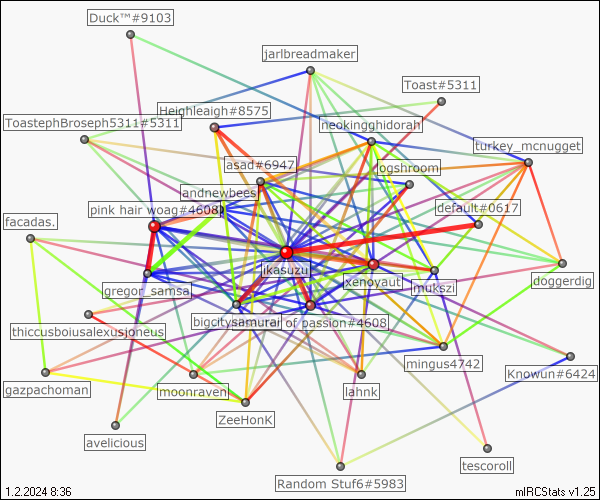 Duck™#9103
jarlbreadmaker
Toast#5311
Heighleaigh#8575
ToastephBroseph5311#5311
neokingghidorah
turkey_mcnugget
asad#6947
ogshroom
andnewbees
pink hair woag#4608
default#0617
facadas.
ikasuzu
xenoyaut
mukszi
doggerdig
gregor_samsa
thiccusboiusalexusjoneus
bigcitysamurai
of passion#4608
mingus4742
gazpachoman
moonraven
lahnk
Knowun#6424
ZeeHonK
avelicious
tescoroll
Random Stuf6#5983
1.2.2024 8:36
mIRCStats v1.25